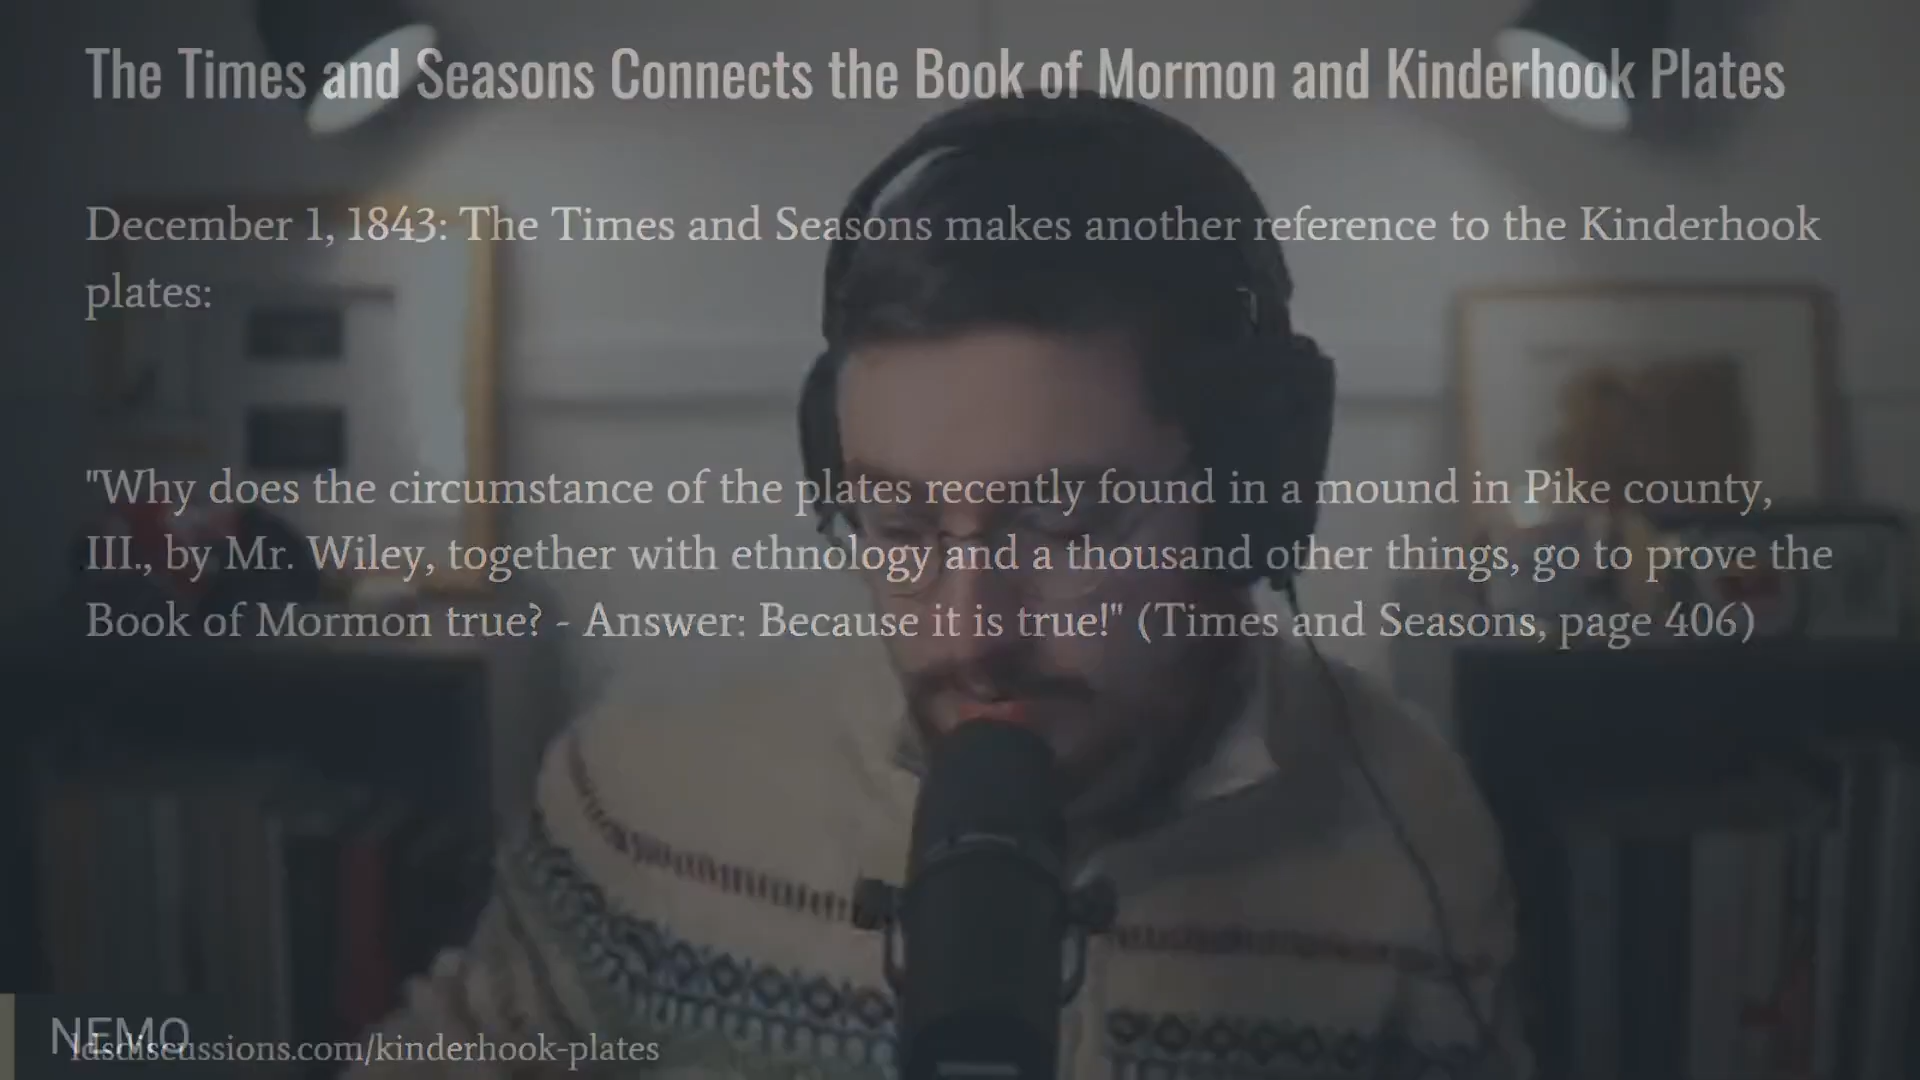 The Times and Seasons Connects the Book of Mormon and Kinderhook Plates
December 1, 1843: The Times and Seasons makes another reference to the Kinderhook
plates:
"Why does the circumstance of the plates recently found in a mound in Pike county,
III., by Mr. Wiley, together with ethnology and a thousand other things, go to prove the
Book of Mormon true? - Answer: Because it is true!" (Times and Seasons, page 406)
NEMO
ldsdiscussions.com/kinderhook-plates